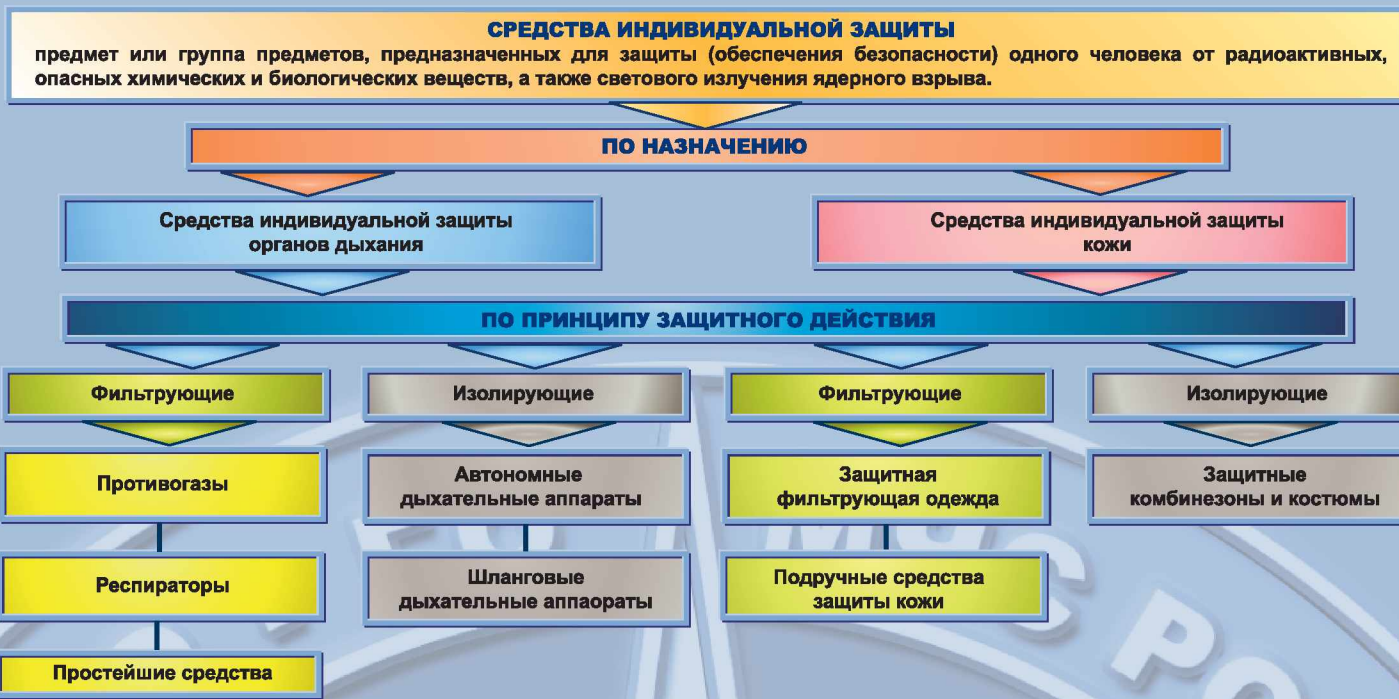 СРЕДСТВА ИНДИВИДУАЛЬНОЙ ЗАЩИТЫ
предмет или группа предметов, предназначенных для защиты (обеспечения безопасности) одного человека от радиоактивных,
опасных химических и биологических веществ, а также светового излучения ядерного взрыва.
ПО НАЗНАЧЕНИЮ
Средства индивидуальной защиты
органов дыхания
Средства индивидуальной защиты
кожи
ПО ПРИНЦИПУ ЗАЩИТНОГО ДЕЙСТВИЯ
Фильтрующие
Изолирующие
Фильтрующие
Изолирующие
Противогазы
Автономные
дыхательные аппараты
Защитная
фильтрующая одежда
Защитные
комбинезоны и костюмы
Респираторы
Шланговые
дыхательные аппаораты
Подручные средства
защиты кожи
Простейшие средства